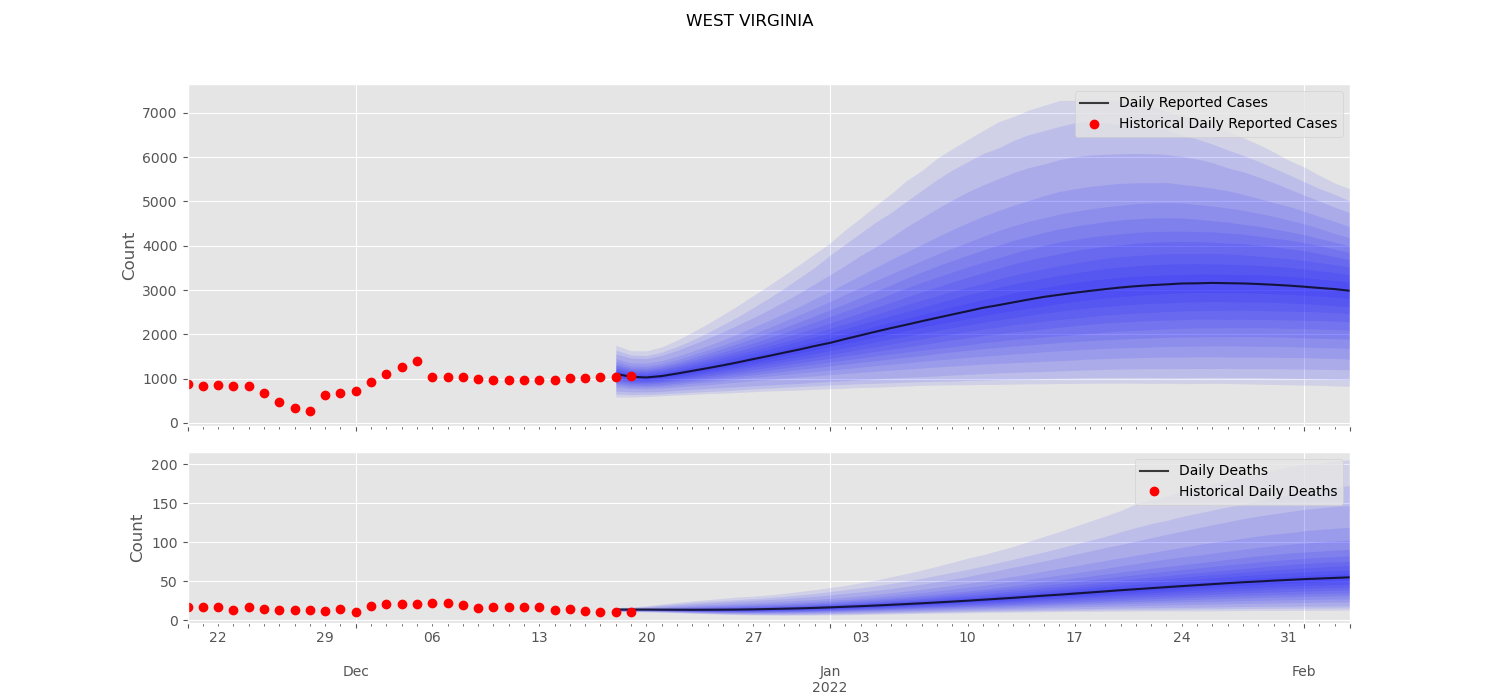 WEST VIRGINIA
7000
6000
5000
4000
3000
2000
1000
0
Count
Daily Reported Cases
Historical Daily Reported Cases
200
150
100
50
0
Count
Daily Deaths
Historical Daily Deaths
22 29 06 13 20 27 03 10 17 24 31
Dec Jan Feb
2022